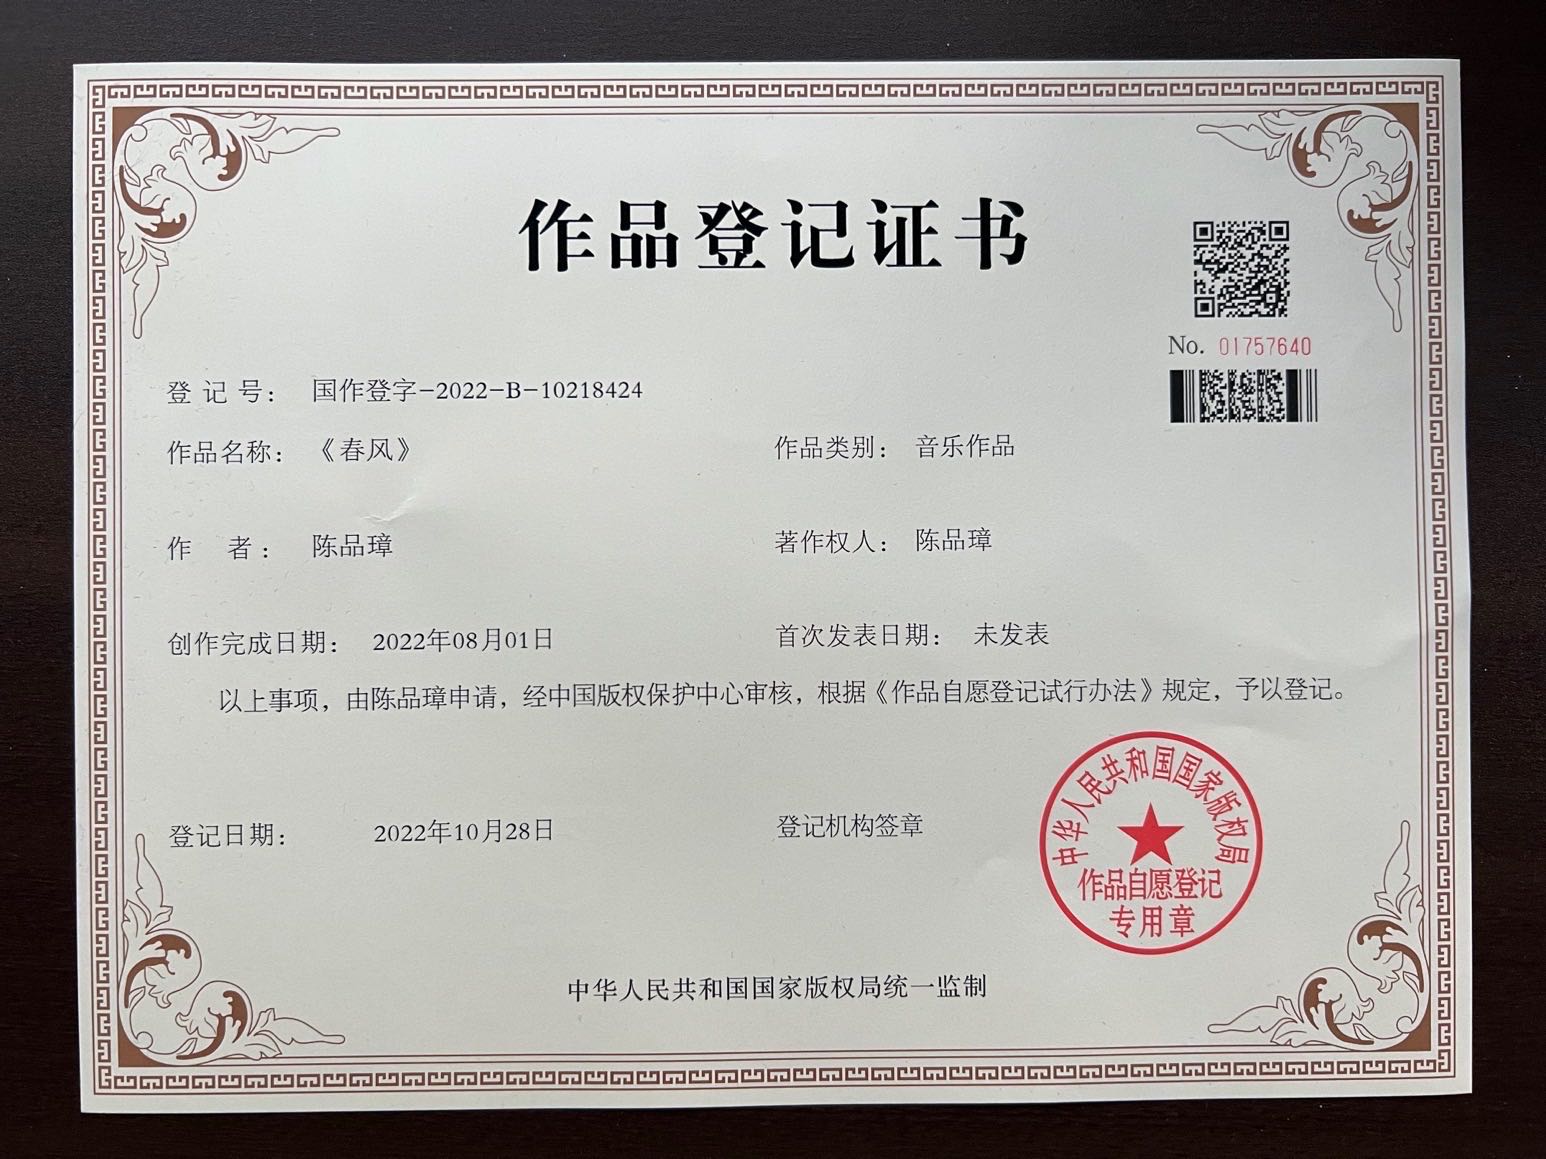 作品登记证书
No. 01757640
登 记 号： 国作登字-2022-B-10218424
作品名称： 《春风》 作品类别： 音乐作品
作 者： 陈品璋 著作权人： 陈品璋
创作完成日期： 2022年08月01日 首次发表日期： 未发表
以上事项，由陈品璋申请，经中国版权保护中心审核，根据《作品自愿登记试行办法》规定，予以登记。
登记日期： 2022年10月28日 登记机构签章
中华人民共和国国家版权局
作品自愿登记
专用章
中华人民共和国国家版权局统一监制